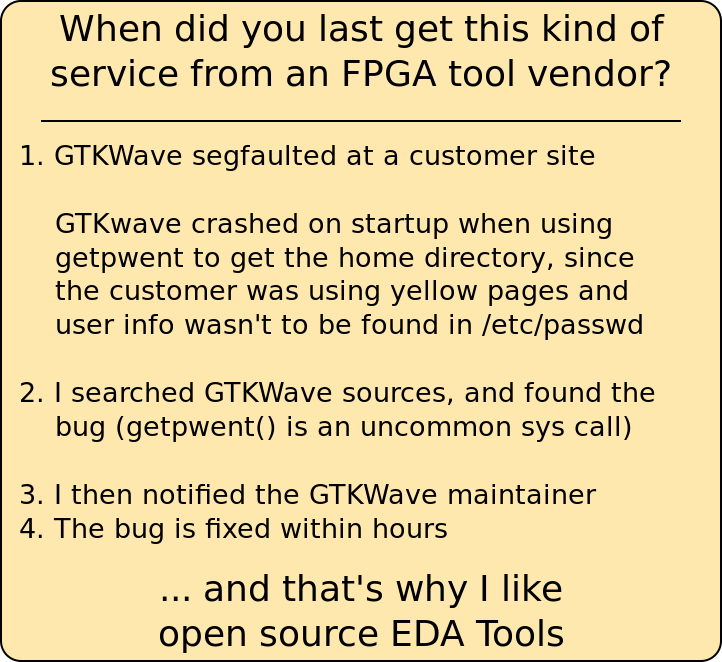 When did you last get this kind of
service from an FPGA tool vendor?
1. GTKWave segfaulted at a customer site
GTKwave crashed on startup when using
getpwent to get the home directory, since
the customer was using yellow pages and
user info wasn't to be found in /etc/passwd
2. I searched GTKWave sources, and found the
bug (getpwent() is an uncommon sys call)
3. I then notified the GTKWave maintainer
4. The bug is fixed within hours
... and that's why I like
open source EDA Tools